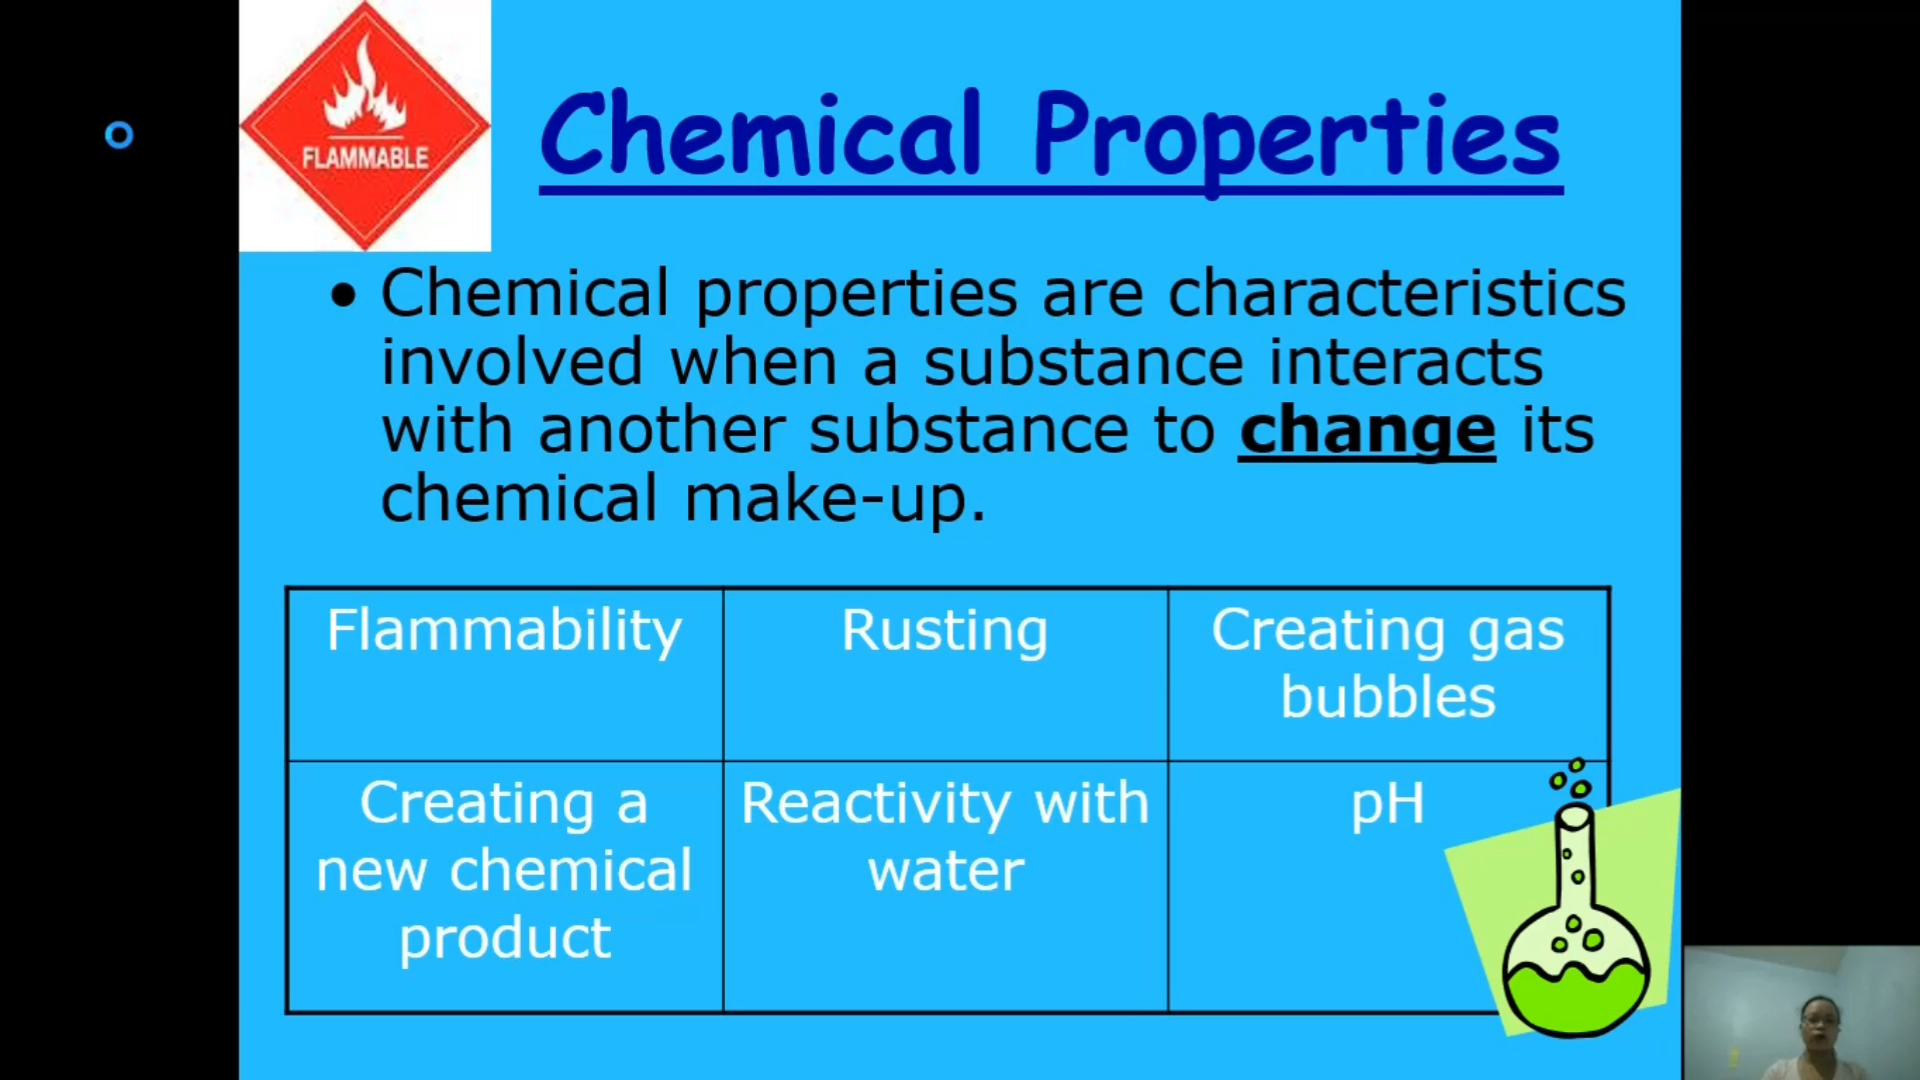 FLAMMABLE
Chemical Properties
• Chemical properties are characteristics
involved when a substance interacts
with another substance to change its
chemical make-up.
Flammability
Rusting
Creating gas
bubbles
Creating a
new chemical
product
Reactivity with
water
pH